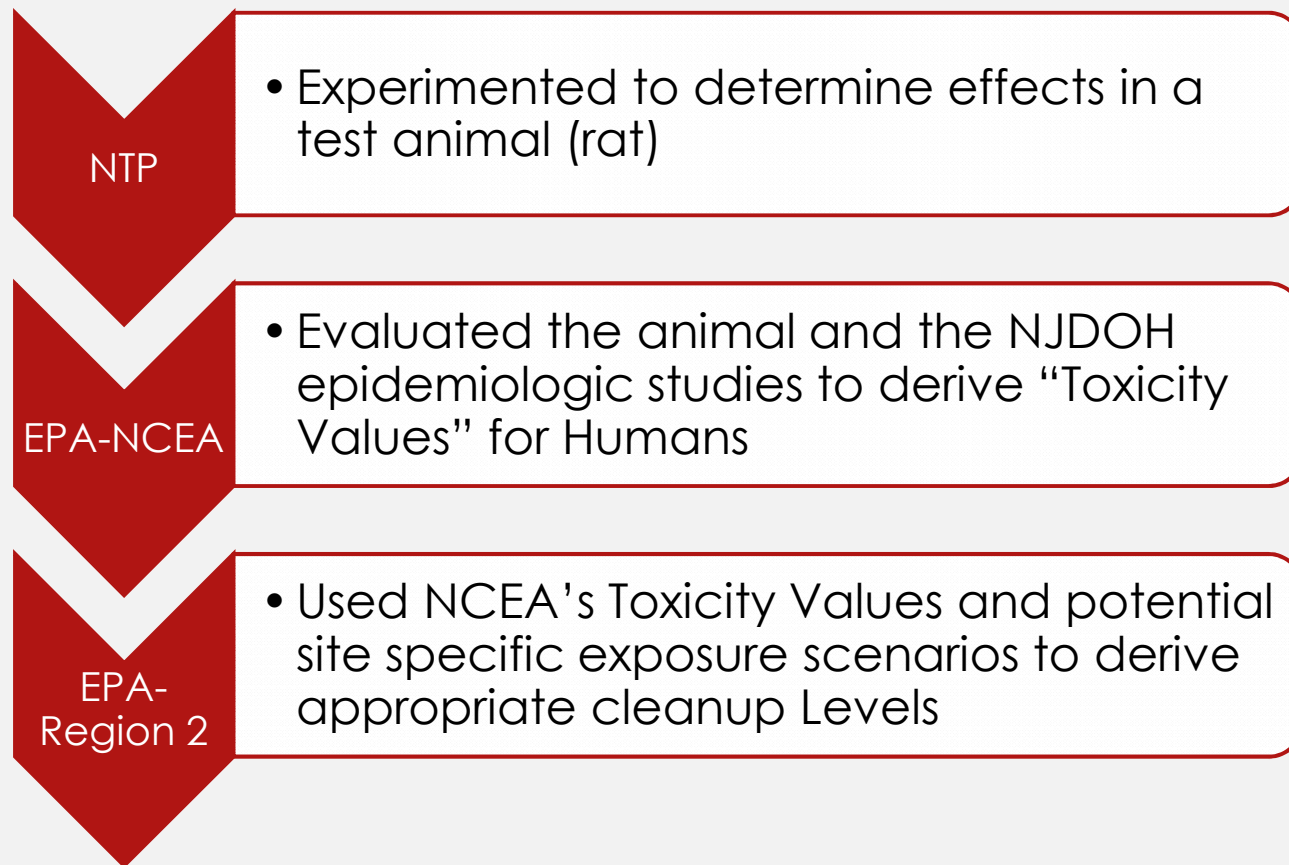 NTP
• Experimented to determine effects in a
test animal (rat)
EPA-NCEA
• Evaluated the animal and the NJDOH
epidemiologic studies to derive “Toxicity
Values” for Humans
EPA-
Region 2
• Used NCEA’s Toxicity Values and potential
site specific exposure scenarios to derive
appropriate cleanup Levels